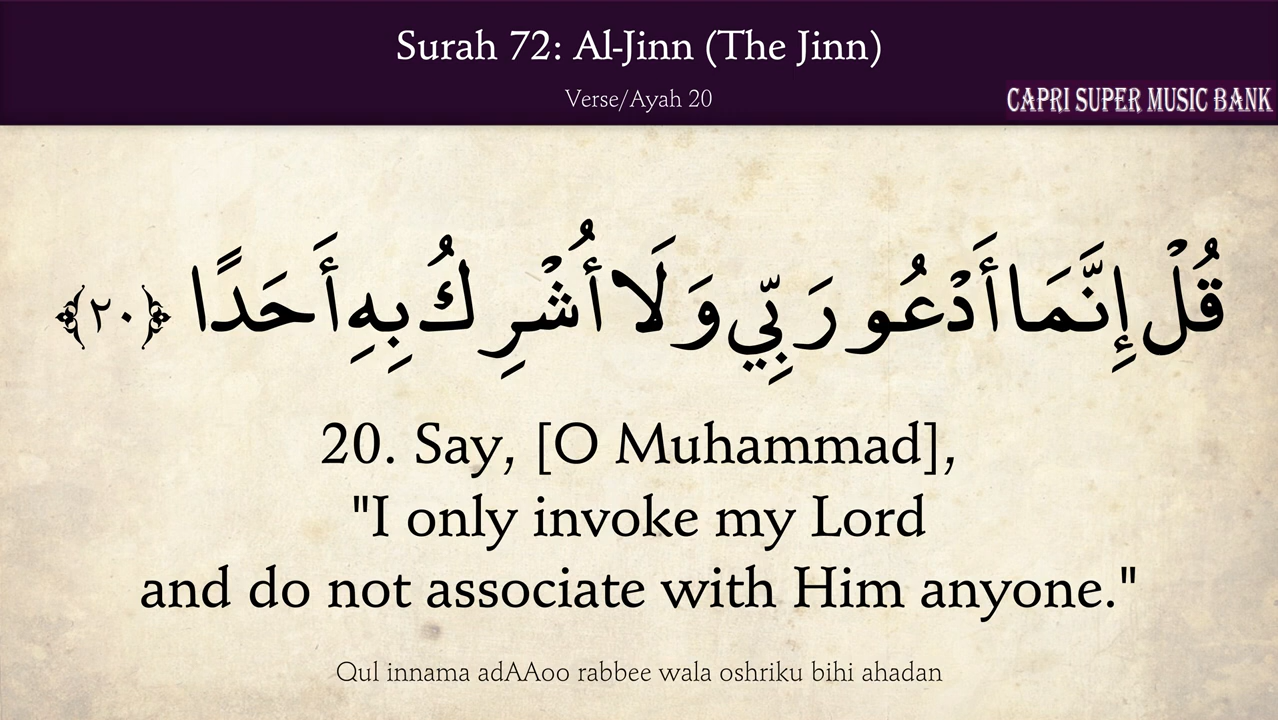 Surah 72: Al-Jinn (The Jinn)
Verse/Ayah 20
CAPRI SUPER MUSIC BANK
قُلْ إِنَّمَا أَدْعُو رَبِّي وَلَا أُشْرِكُ بِهِ أَحَدًا ﴿٢٠﴾
20. Say, [O Muhammad],
"I only invoke my Lord
and do not associate with Him anyone."
Qul innama adAAoo rabbee wala oshriku bihi ahadan